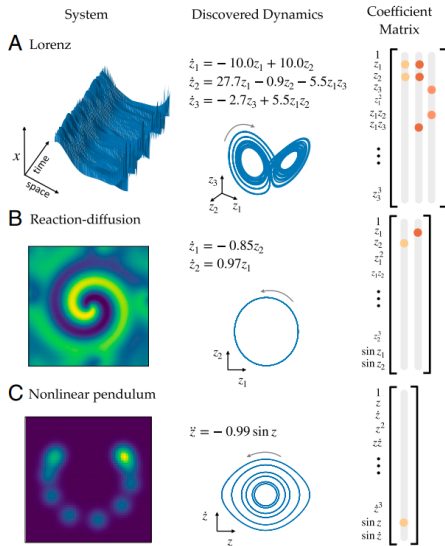 System Discovered Dynamics Coefficient Matrix
A Lorenz
ż₁ = − 10.0z₁ + 10.0z₂
ż₂ = 27.7z₁ − 0.9z₂ − 5.5z₁z₃
ż₃ = − 2.7z₃ + 5.5z₁z₂
x
time
space
z₃
z₂ z₁
1
z₁
z₂
z₃
z₁²
z₁z₂
z₁z₃
⋮
z₃³
B Reaction-diffusion
ż₁ = − 0.85z₂
ż₂ = 0.97z₁
z₂
z₁
1
z₁
z₂
z₁²
z₁z₂
⋮
z₂³
sin z₁
sin z₂
C Nonlinear pendulum
z̈ = − 0.99 sin z
ż
z
1
z
ż
z²
zż
⋮
ż³
sin z
sin ż